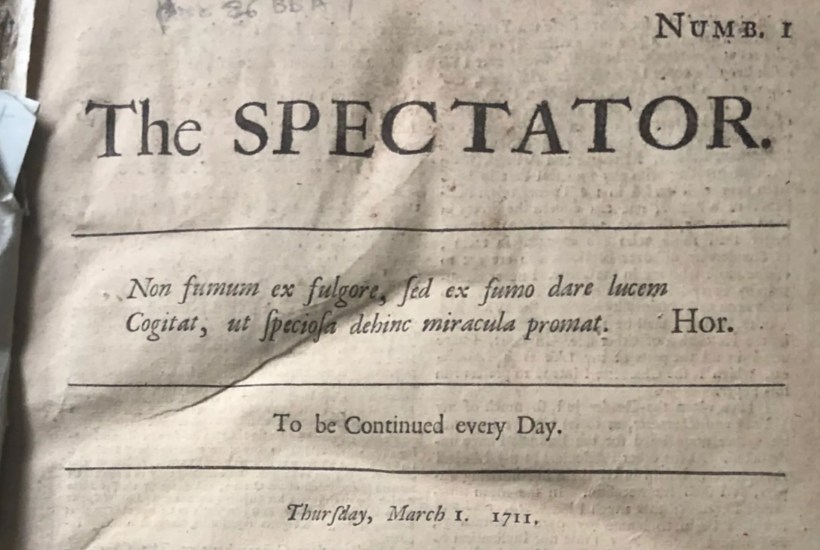 NUMB. I
The SPECTATOR.
Non fumum ex fulgore, ſed ex fumo dare lucem
Cogitat, ut ſpecioſa dehinc miracula promat. Hor.
To be Continued every Day.
Thurſday, March 1. 1711.